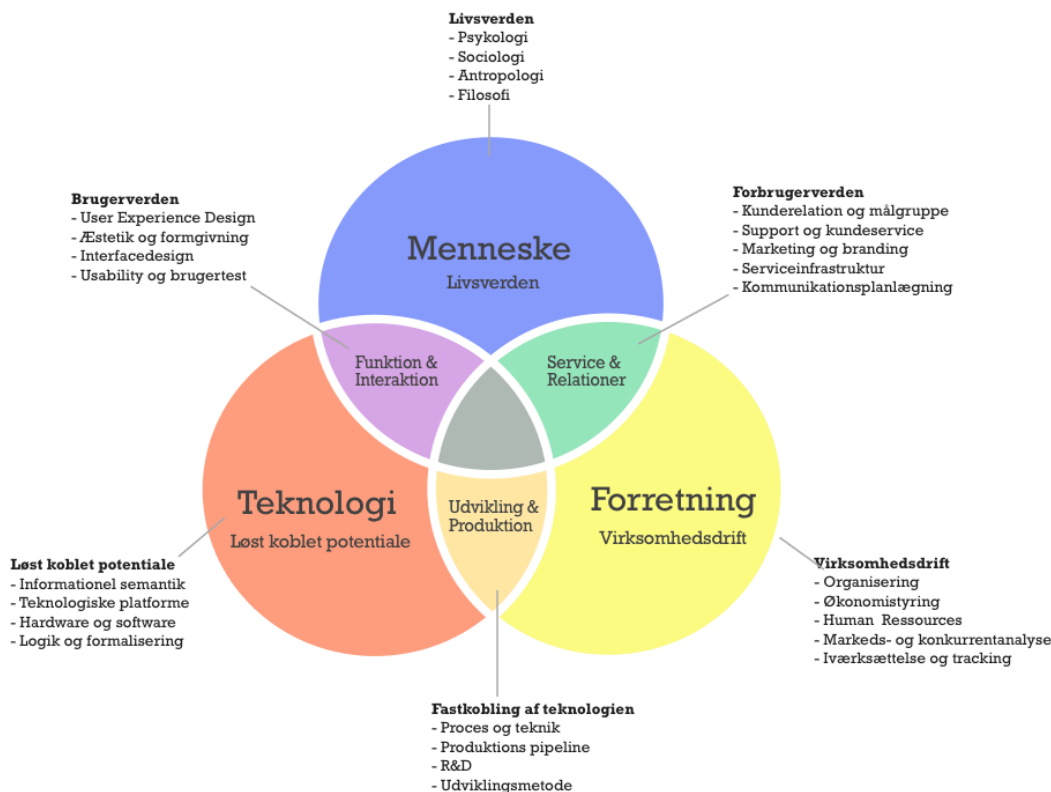 Livsverden
- Psykologi
- Sociologi
- Antropologi
- Filosofi
Brugerverden
- User Experience Design
- Æstetik og formgivning
- Interfacedesign
- Usability og brugertest
Forbrugerverden
- Kunderelation og målgruppe
- Support og kundeservice
- Marketing og branding
- Serviceinfrastruktur
- Kommunikationsplanlægning
Menneske
Livsverden
Funktion &
Interaktion
Service &
Relationer
Teknologi
Løst koblet potentiale
Udvikling &
Produktion
Forretning
Virksomhedsdrift
Løst koblet potentiale
- Informationel semantik
- Teknologiske platforme
- Hardware og software
- Logik og formalisering
Virksomhedsdrift
- Organisering
- Økonomistyring
- Human Ressources
- Markeds- og konkurrentanalyse
- Iværksættelse og tracking
Fastkobling af teknologien
- Proces og teknik
- Produktions pipeline
- R&D
- Udviklingsmetode